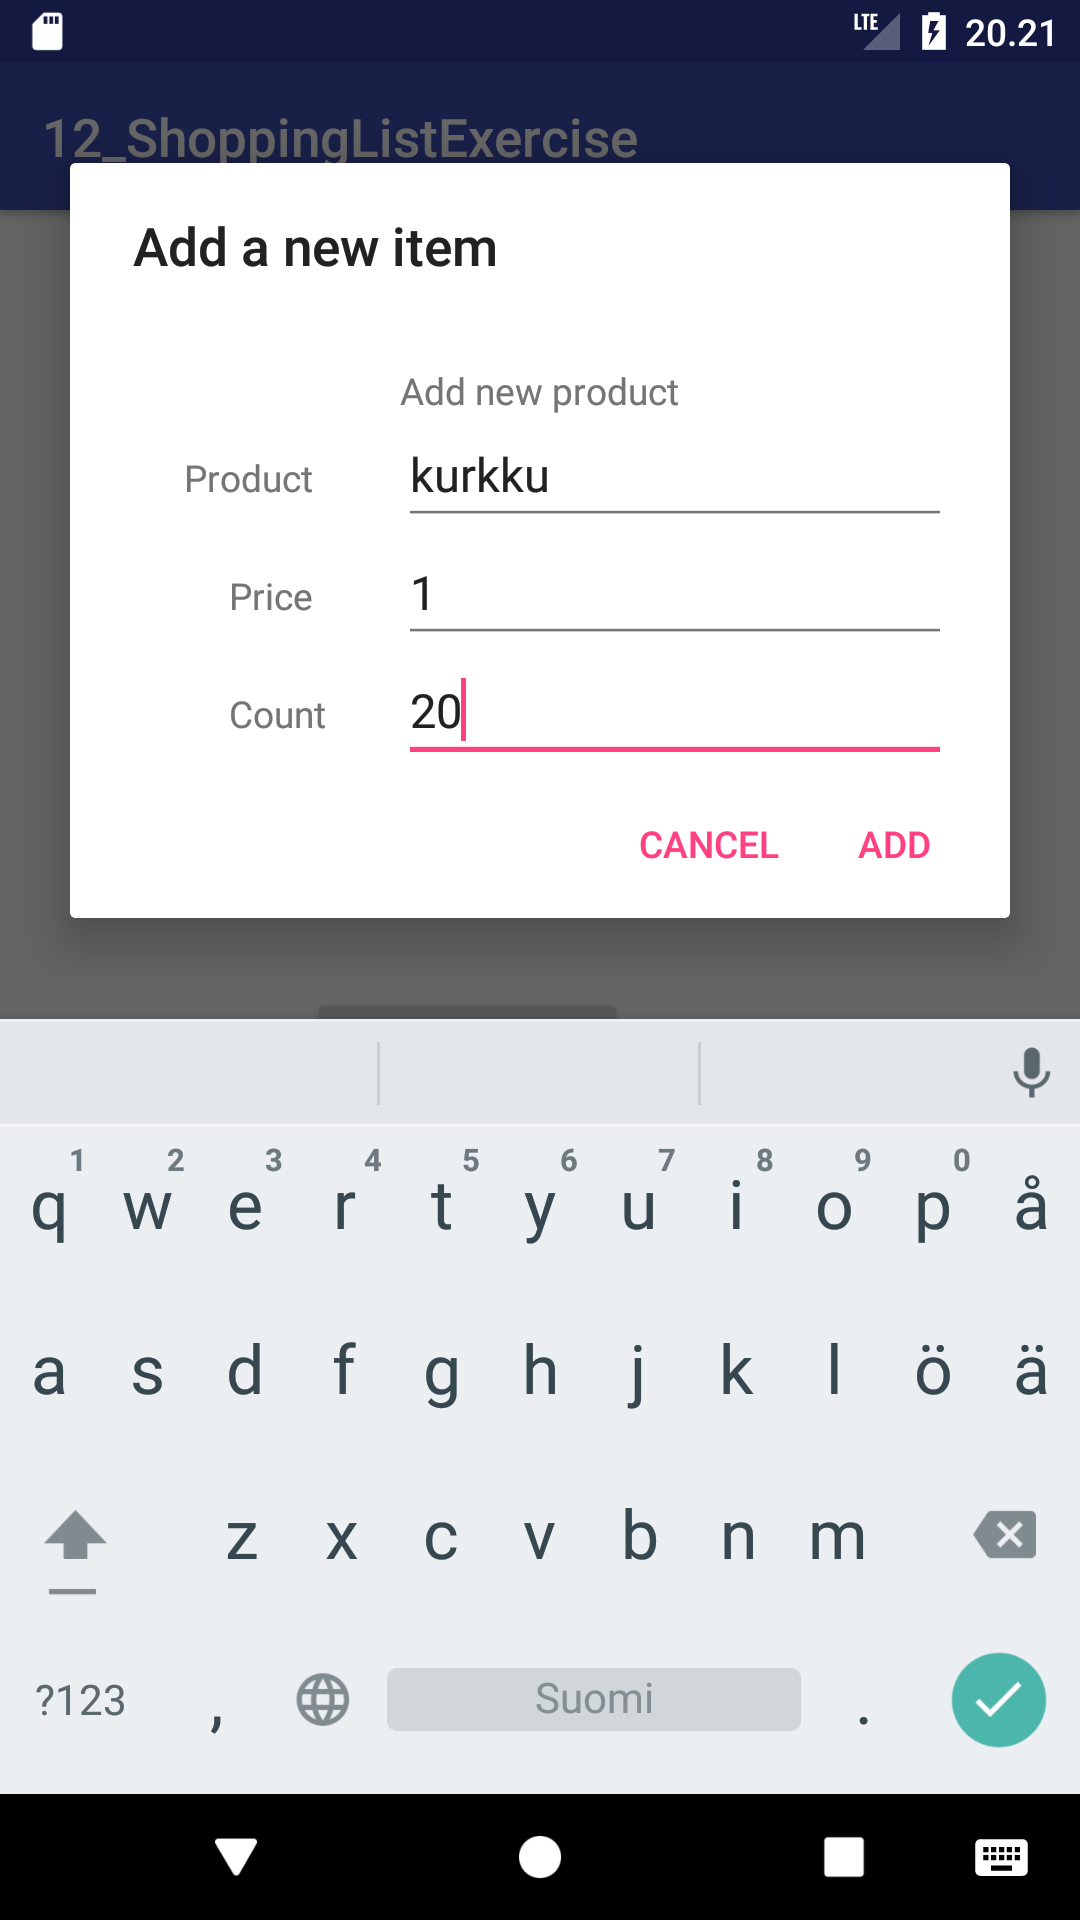 LTE 20.21
12_ShoppingListExercise
Add a new item
Add new product
Product kurkku
Price 1
Count 20
CANCEL ADD
1 2 3 4 5 6 7 8 9 0
q w e r t y u i o p å
a s d f g h j k l ö ä
z x c v b n m
?123 , Suomi .